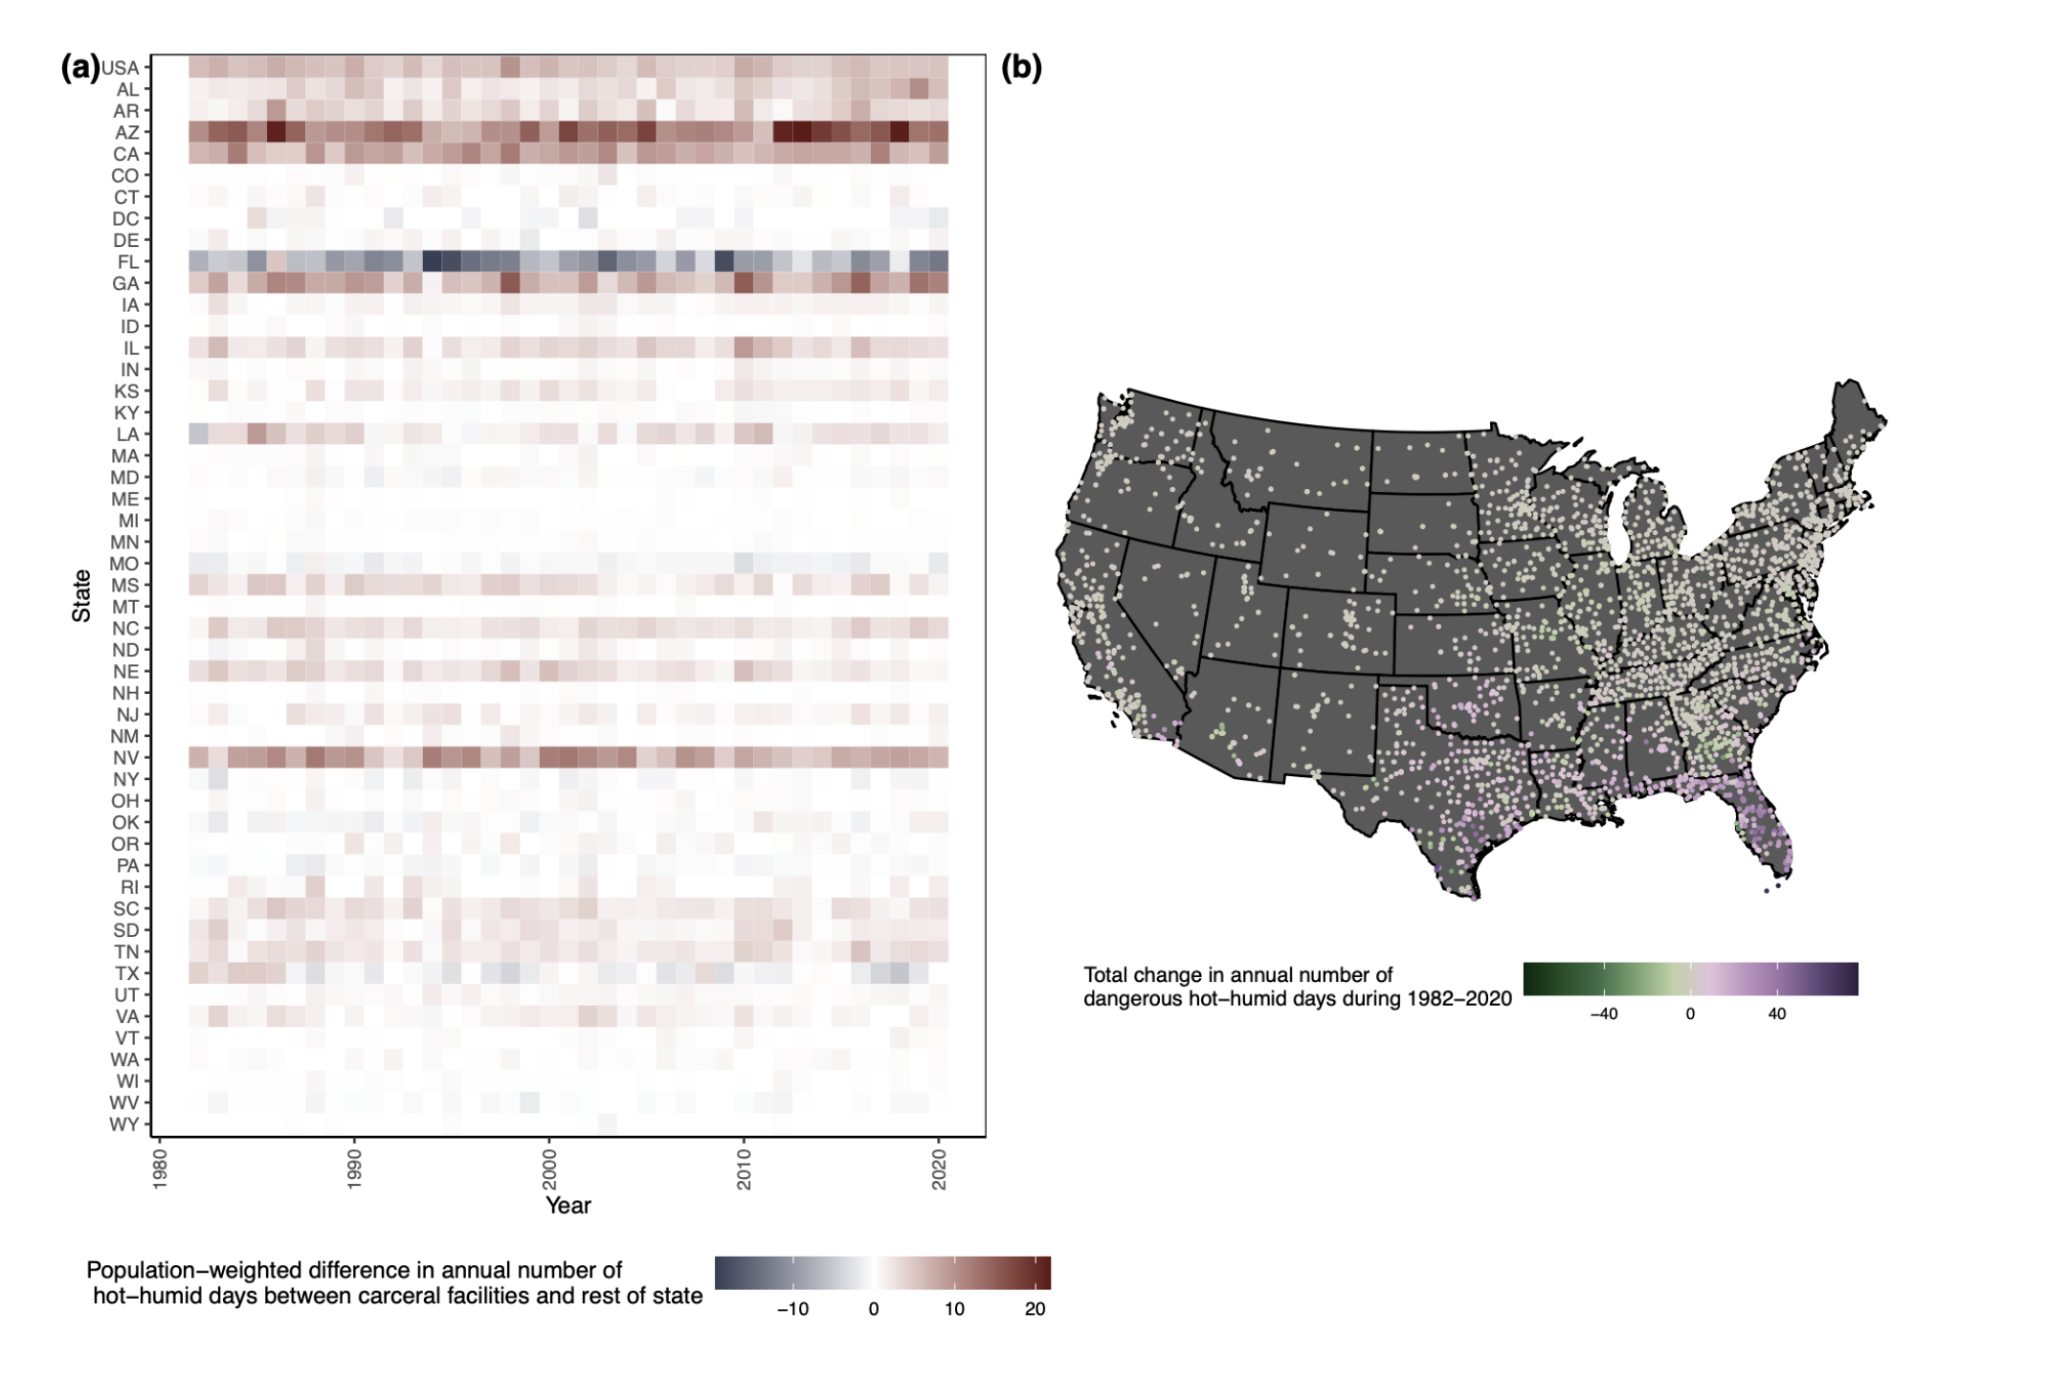 (a)
USA
AL
AR
AZ
CA
CO
CT
DC
DE
FL
GA
IA
ID
IL
IN
KS
KY
LA
MA
MD
ME
MI
MN
MO
MS
MT
NC
ND
NE
NH
NJ
NM
NV
NY
OH
OK
OR
PA
RI
SC
SD
TN
TX
UT
VA
VT
WA
WI
WV
WY
State
1980 1990 2000 2010 2020
Year
Population−weighted difference in annual number of
hot−humid days between carceral facilities and rest of state
−10 0 10 20
(b)
Total change in annual number of
dangerous hot−humid days during 1982−2020
−40 0 40